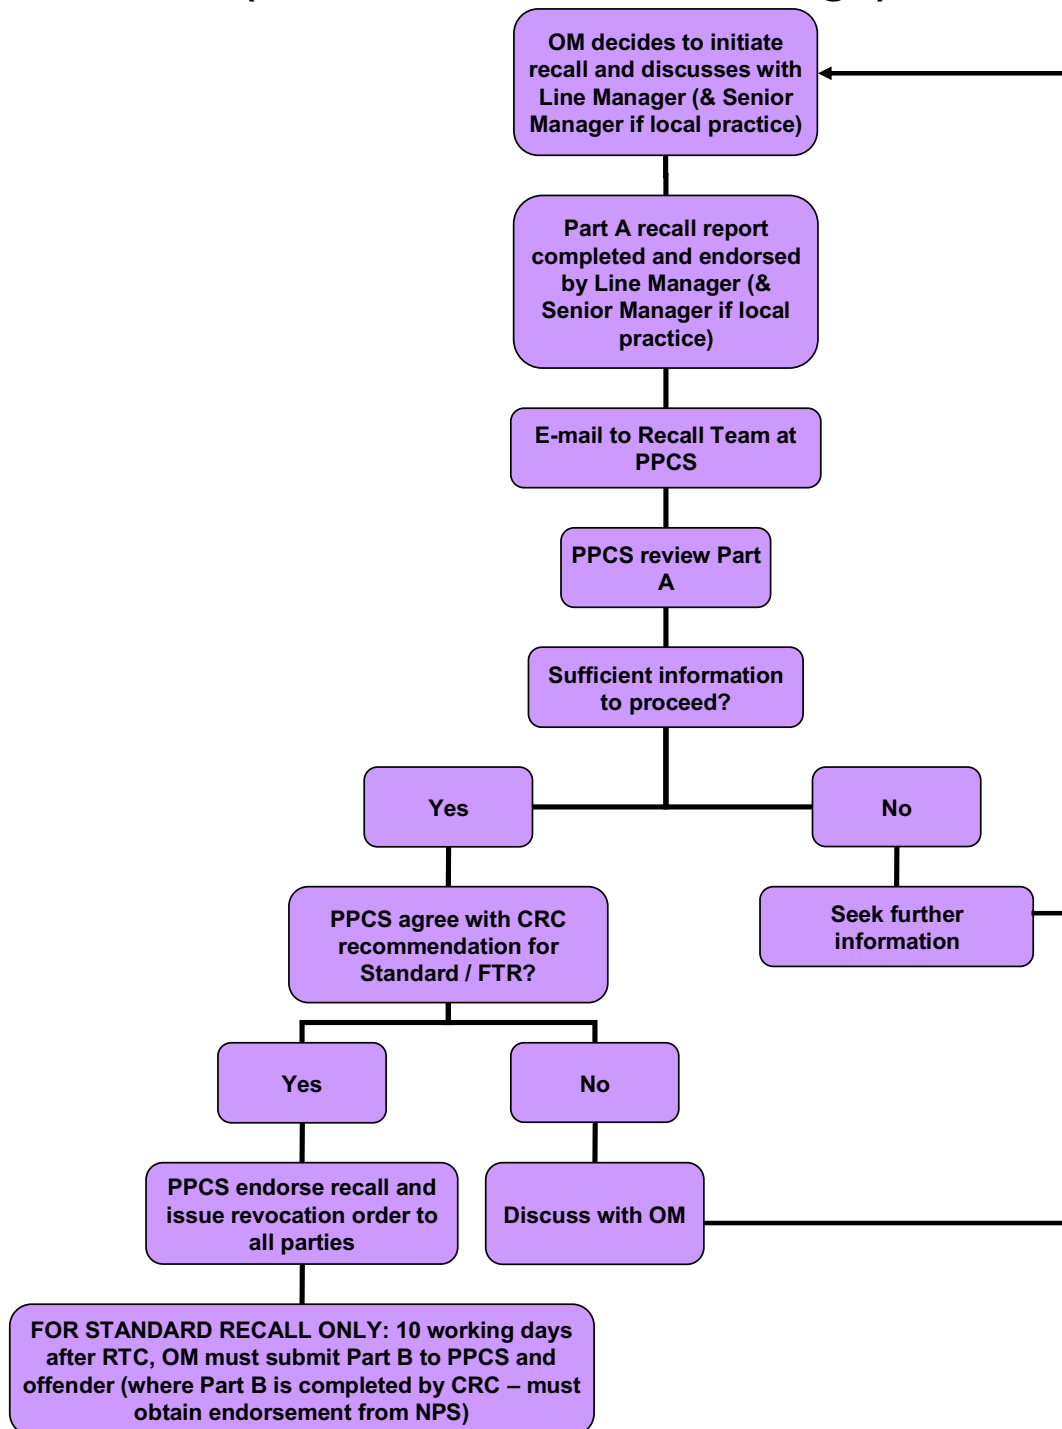 OM decides to initiate
recall and discusses with
Line Manager (& Senior
Manager if local practice)
Part A recall report
completed and endorsed
by Line Manager (&
Senior Manager if local
practice)
E-mail to Recall Team at
PPCS
PPCS review Part
A
Sufficient information
to proceed?
Yes
No
PPCS agree with CRC
recommendation for
Standard / FTR?
Seek further
information
Yes
No
PPCS endorse recall and
issue revocation order to
all parties
Discuss with OM
FOR STANDARD RECALL ONLY: 10 working days
after RTC, OM must submit Part B to PPCS and
offender (where Part B is completed by CRC – must
obtain endorsement from NPS)